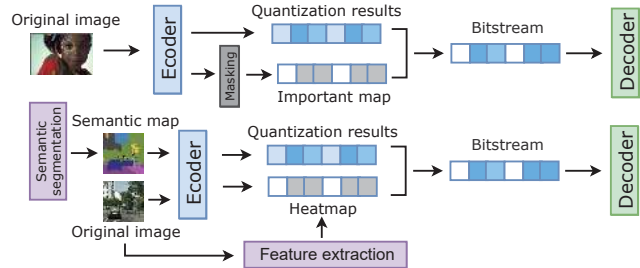 Original image
Ecoder
Masking
Quantization results
Important map
Bitstream
Decoder
Semantic
segmentation
Semantic map
Original image
Ecoder
Quantization results
Heatmap
Feature extraction
Bitstream
Decoder